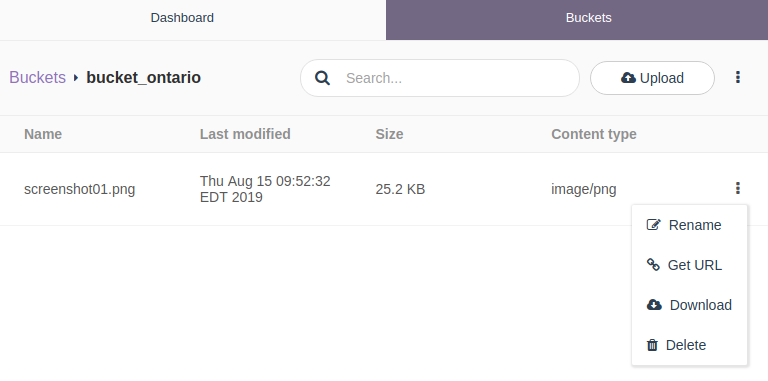 Dashboard
Buckets
Buckets bucket_ontario
Search...
Upload
Name Last modified Size Content type
screenshot01.png
Thu Aug 15 09:52:32
EDT 2019
25.2 KB
image/png
Rename
Get URL
Download
Delete